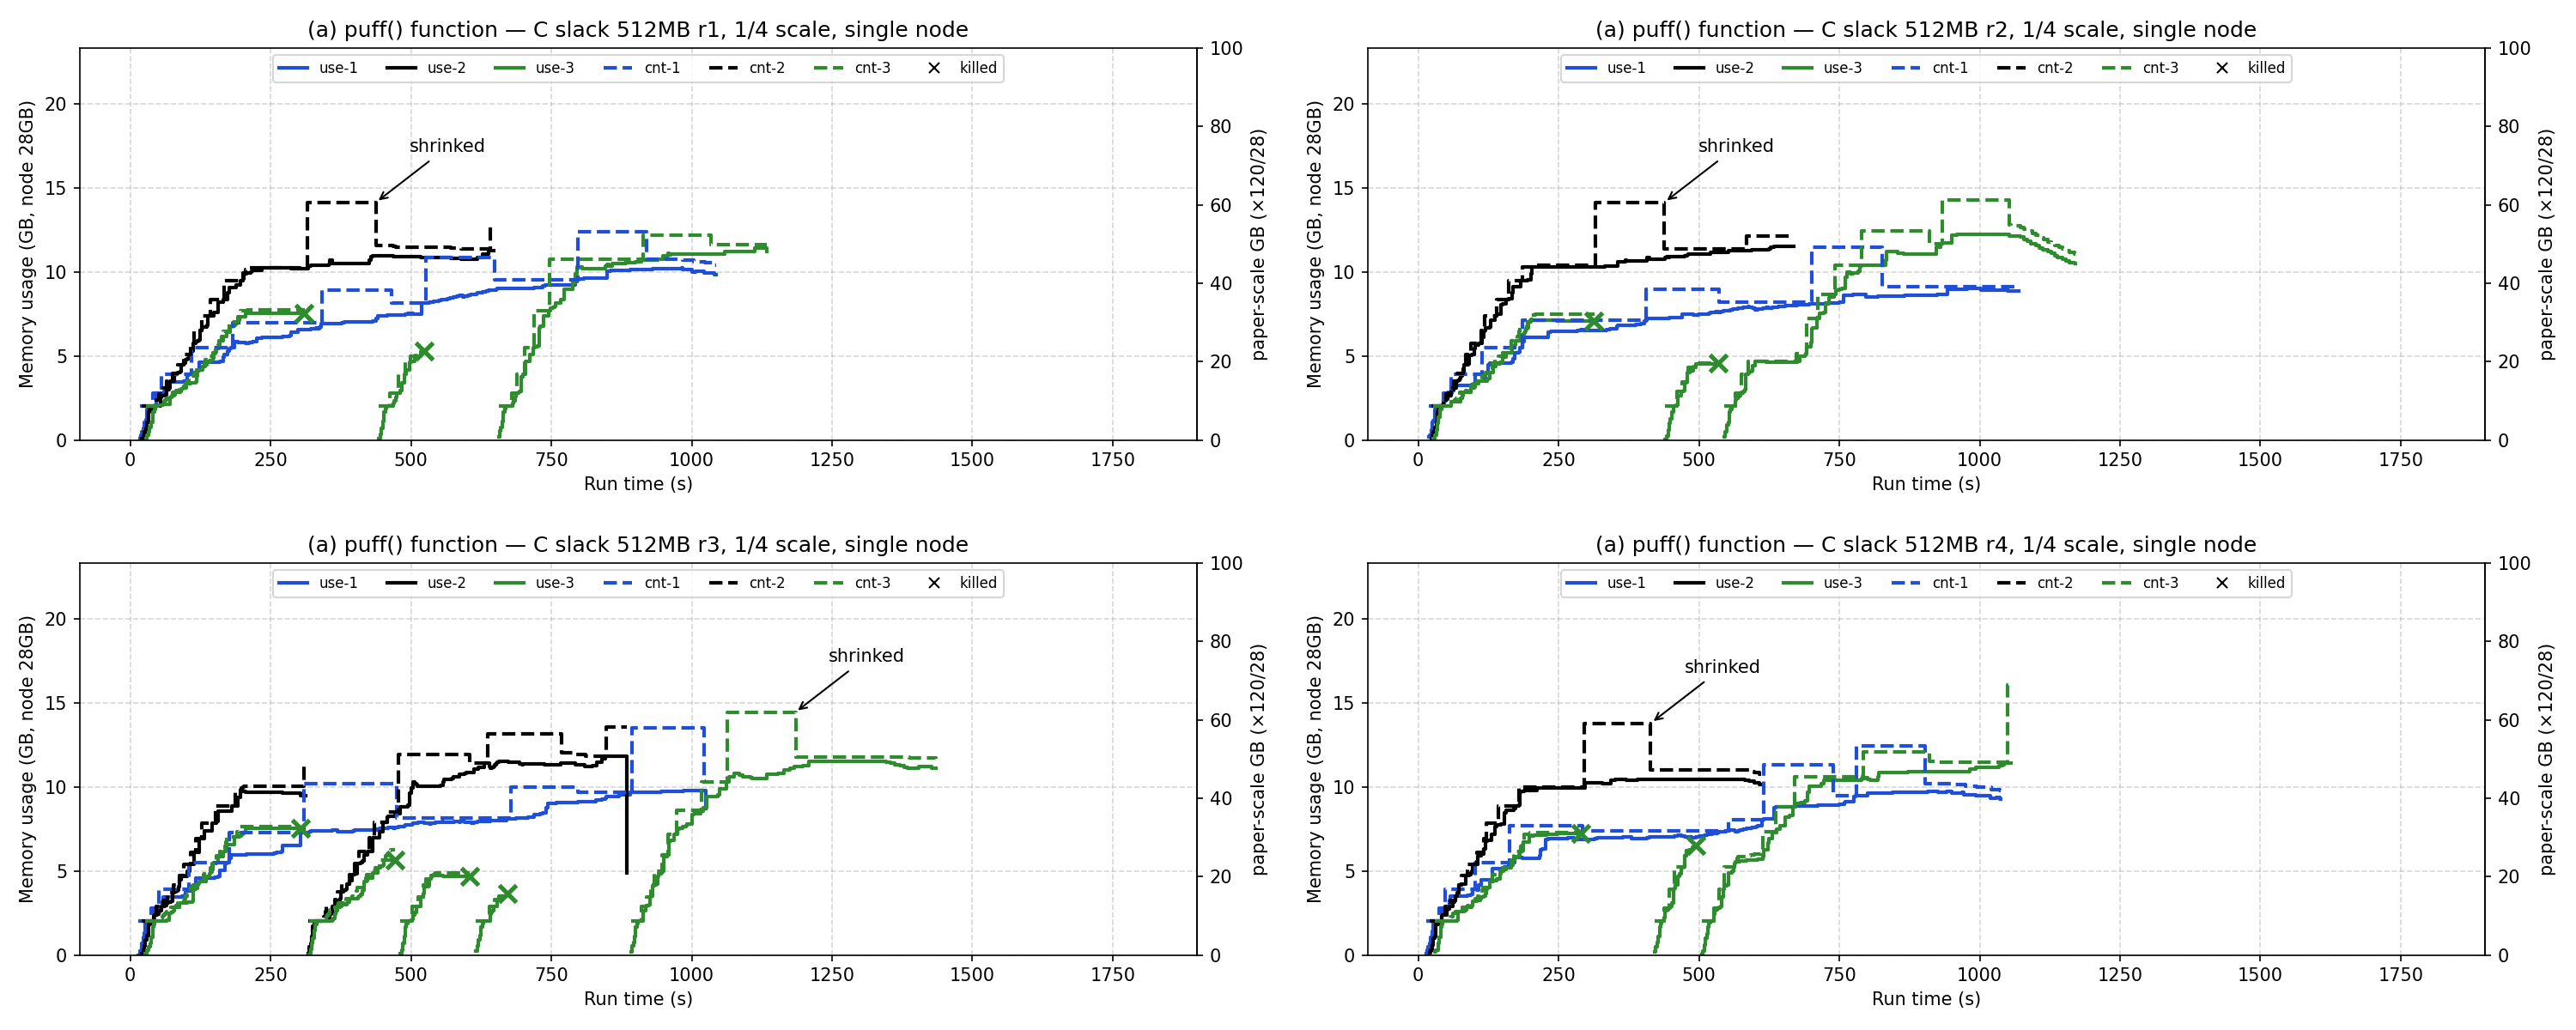 (a) puff() function — C slack 512MB r1, 1/4 scale, single node
use-1 use-2 use-3 cnt-1 cnt-2 cnt-3 killed
shrinked
Memory usage (GB, node 28GB)
0 5 10 15 20
paper-scale GB (×120/28)
0 20 40 60 80 100
0 250 500 750 1000 1250 1500 1750
Run time (s)
(a) puff() function — C slack 512MB r2, 1/4 scale, single node
use-1 use-2 use-3 cnt-1 cnt-2 cnt-3 killed
shrinked
Memory usage (GB, node 28GB)
0 5 10 15 20
paper-scale GB (×120/28)
0 20 40 60 80 100
0 250 500 750 1000 1250 1500 1750
Run time (s)
(a) puff() function — C slack 512MB r3, 1/4 scale, single node
use-1 use-2 use-3 cnt-1 cnt-2 cnt-3 killed
shrinked
Memory usage (GB, node 28GB)
0 5 10 15 20
paper-scale GB (×120/28)
0 20 40 60 80 100
0 250 500 750 1000 1250 1500 1750
Run time (s)
(a) puff() function — C slack 512MB r4, 1/4 scale, single node
use-1 use-2 use-3 cnt-1 cnt-2 cnt-3 killed
shrinked
Memory usage (GB, node 28GB)
0 5 10 15 20
paper-scale GB (×120/28)
0 20 40 60 80 100
0 250 500 750 1000 1250 1500 1750
Run time (s)